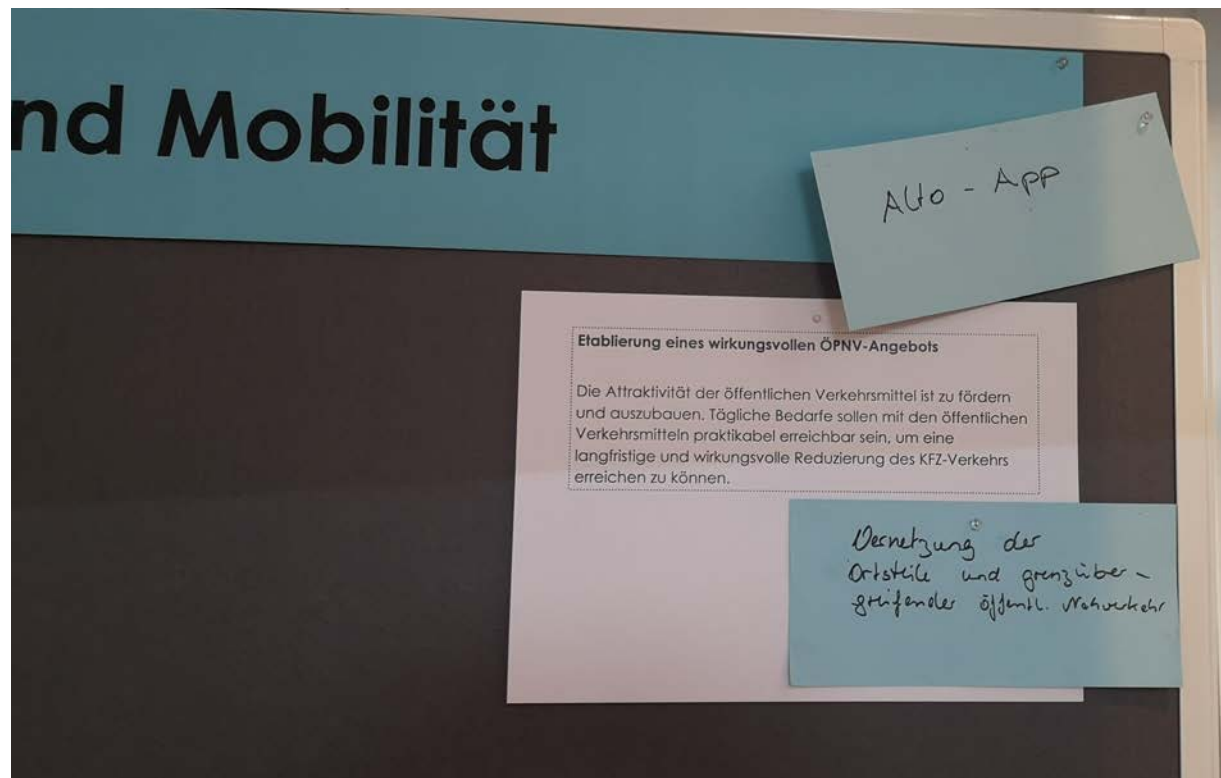 nd Mobilität
Alto - App
Etablierung eines wirkungsvollen ÖPNV-Angebots
Die Attraktivität der öffentlichen Verkehrsmittel ist zu fördern
und auszubauen. Tägliche Bedarfe sollen mit den öffentlichen
Verkehrsmitteln praktikabel erreichbar sein, um eine
langfristige und wirkungsvolle Reduzierung des KFZ-Verkehrs
erreichen zu können.
Vernetzung der
Ortsteile und grenzüber-
greifender öffentl. Nahverkehr